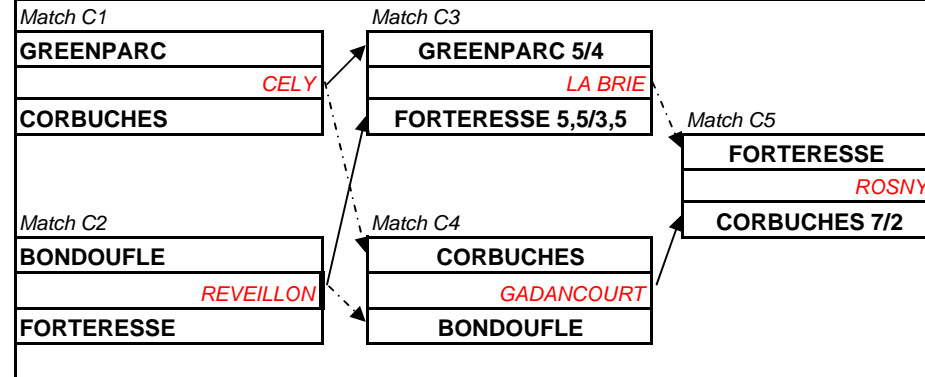 Match C1
GREENPARC
CELY
CORBUCHES
Match C2
BONDOUFLE
REVEILLON
FORTERESSE
Match C3
GREENPARC 5/4
LA BRIE
FORTERESSE 5,5/3,5
Match C4
CORBUCHES
GADANCOURT
BONDOUFLE
Match C5
FORTERESSE
ROSNY
CORBUCHES 7/2